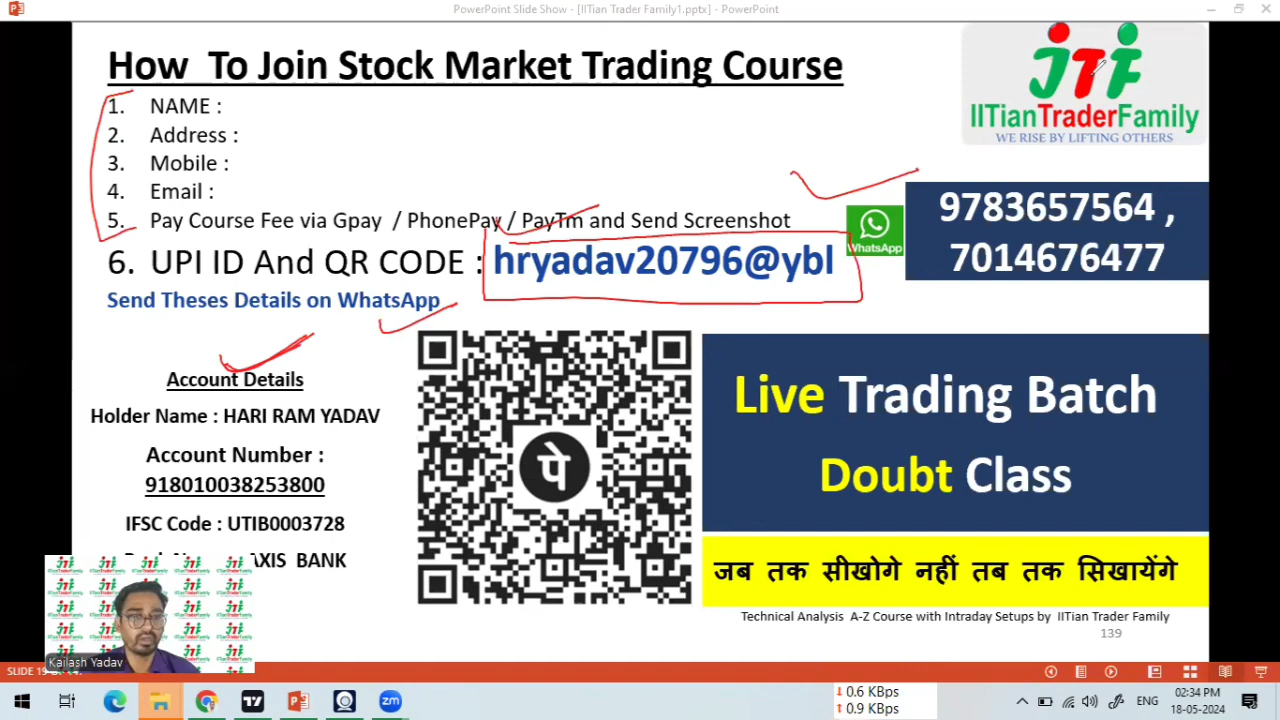 PowerPoint Slide Show - [IITian Trader Family1.pptx] - PowerPoint
How To Join Stock Market Trading Course
1. NAME :
2. Address :
3. Mobile :
4. Email :
5. Pay Course Fee via Gpay / PhonePay / PayTm and Send Screenshot
6. UPI ID And QR CODE : hryadav20796@ybl
Send Theses Details on WhatsApp
JTF
IITianTraderFamily
WE RISE BY LIFTING OTHERS
WhatsApp
9783657564 ,
7014676477
Account Details
Holder Name : HARI RAM YADAV
Account Number :
918010038253800
IFSC Code : UTIB0003728
AXIS BANK
पे
Live Trading Batch
Doubt Class
जब तक सीखोगे नहीं तब तक सिखायेंगे
Technical Analysis A-Z Course with Intraday Setups by IITian Trader Family
139
Kailash Yadav
SLIDE
0.6 KBps
0.9 KBps
ENG
02:34 PM
18-05-2024
zm